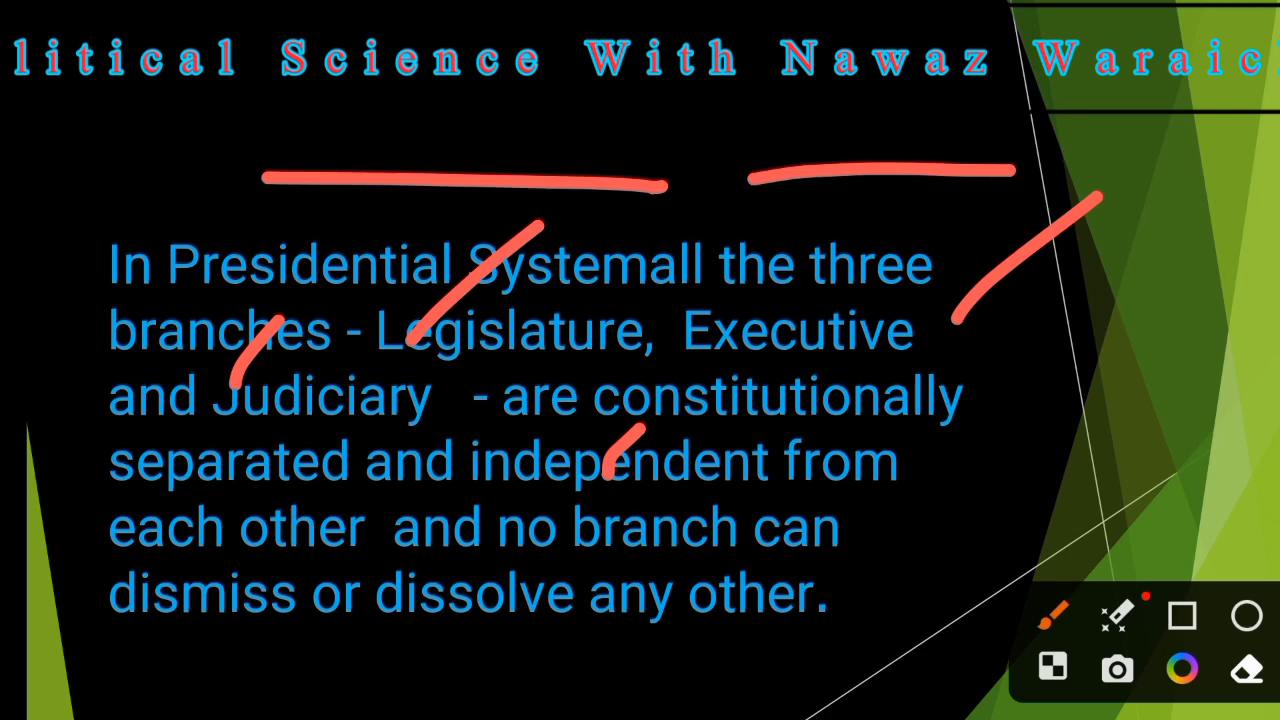 litical Science With Nawaz Waraic
In Presidential Systemall the three
branches - Legislature, Executive
and Judiciary - are constitutionally
separated and independent from
each other and no branch can
dismiss or dissolve any other.